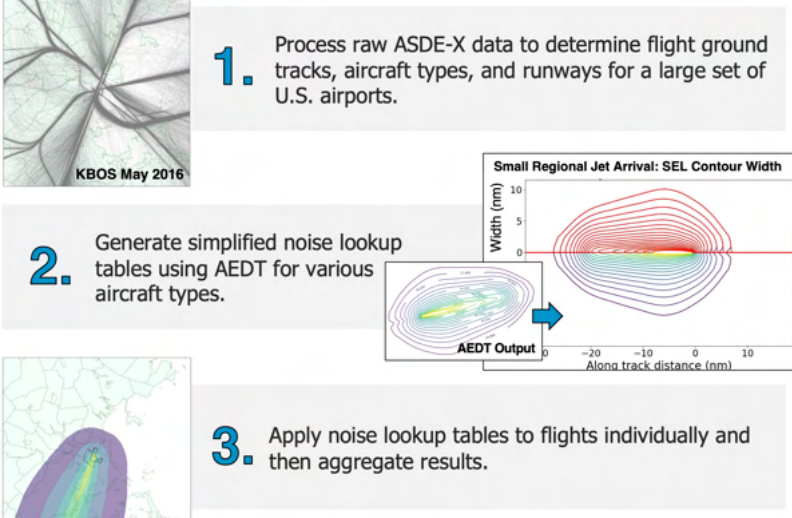 1.
Process raw ASDE-X data to determine flight ground
tracks, aircraft types, and runways for a large set of
U.S. airports.
KBOS May 2016
Small Regional Jet Arrival: SEL Contour Width
Width (nm)
10
5
0
2.
Generate simplified noise lookup
tables using AEDT for various
aircraft types.
AEDT Output
0
−20
−10
0
10
Along track distance (nm)
3.
Apply noise lookup tables to flights individually and
then aggregate results.